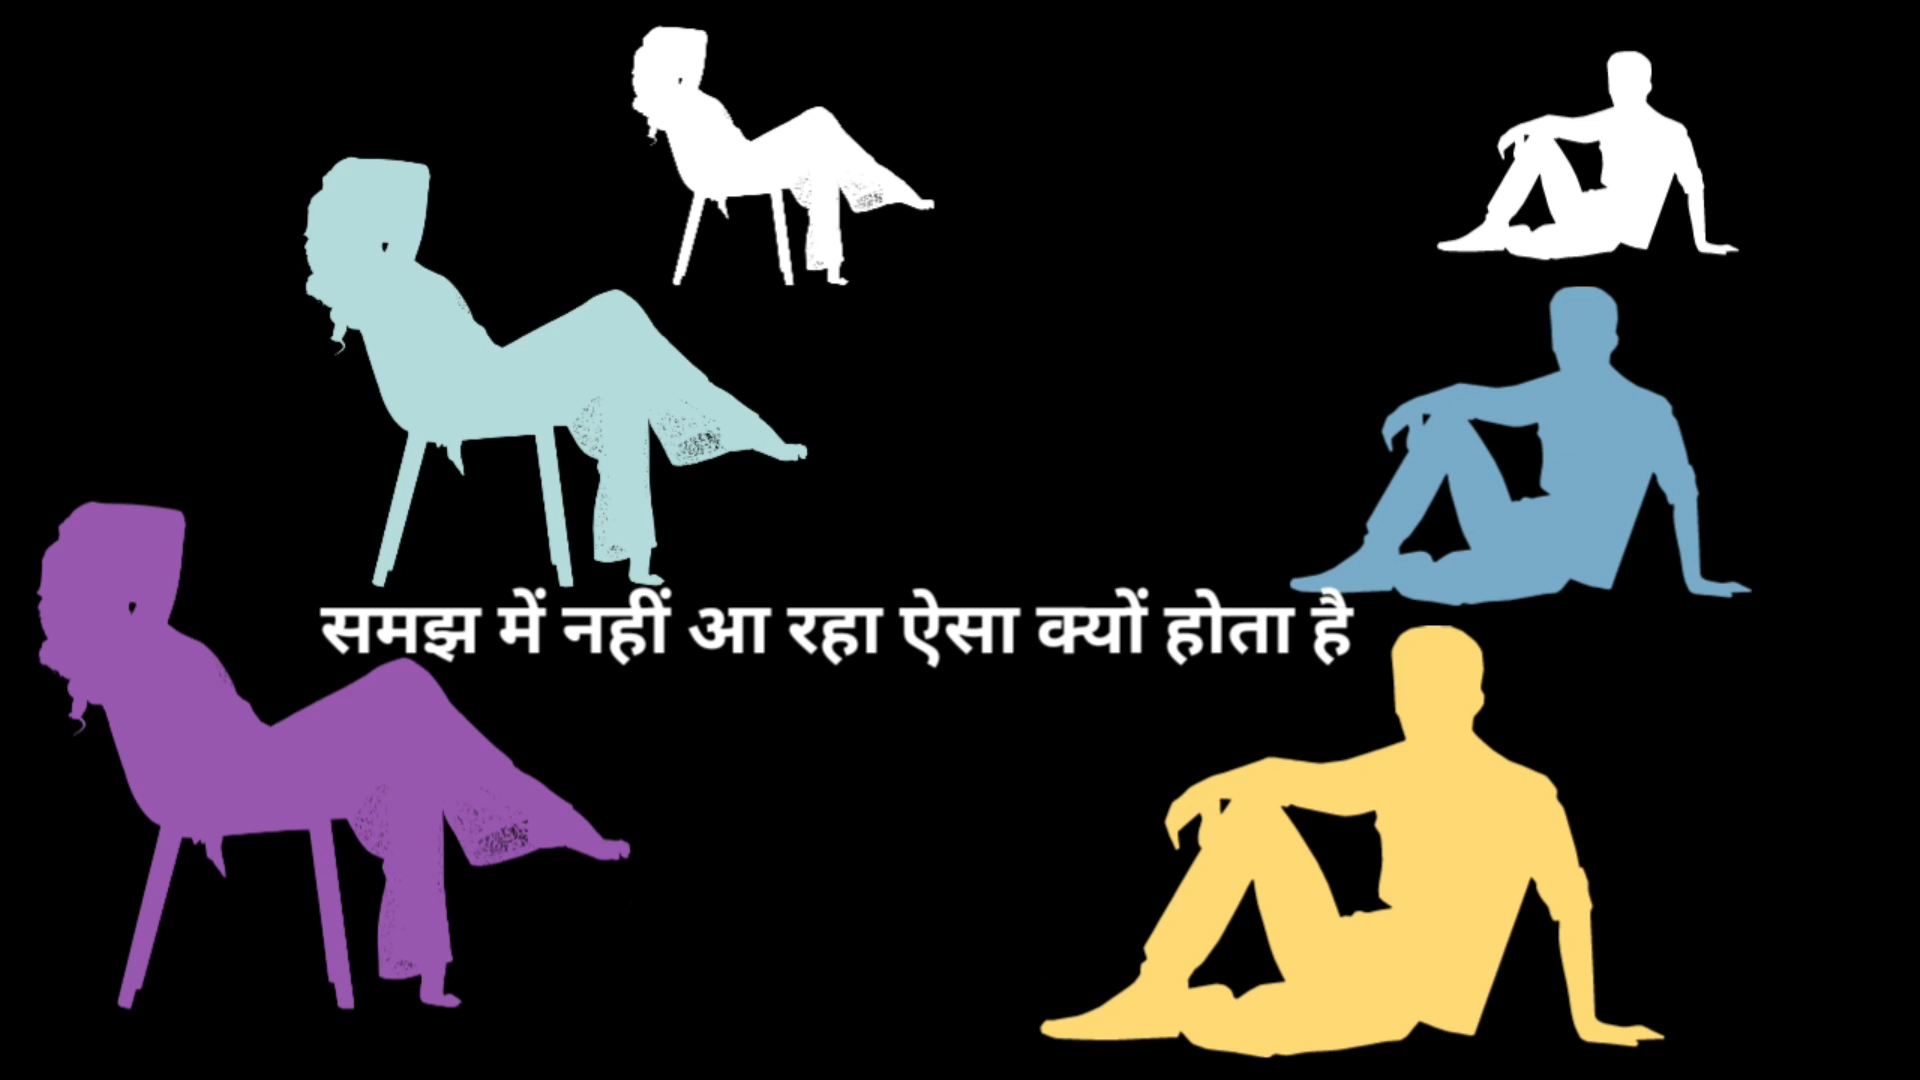 समझ में नहीं आ रहा ऐसा क्यों होता है